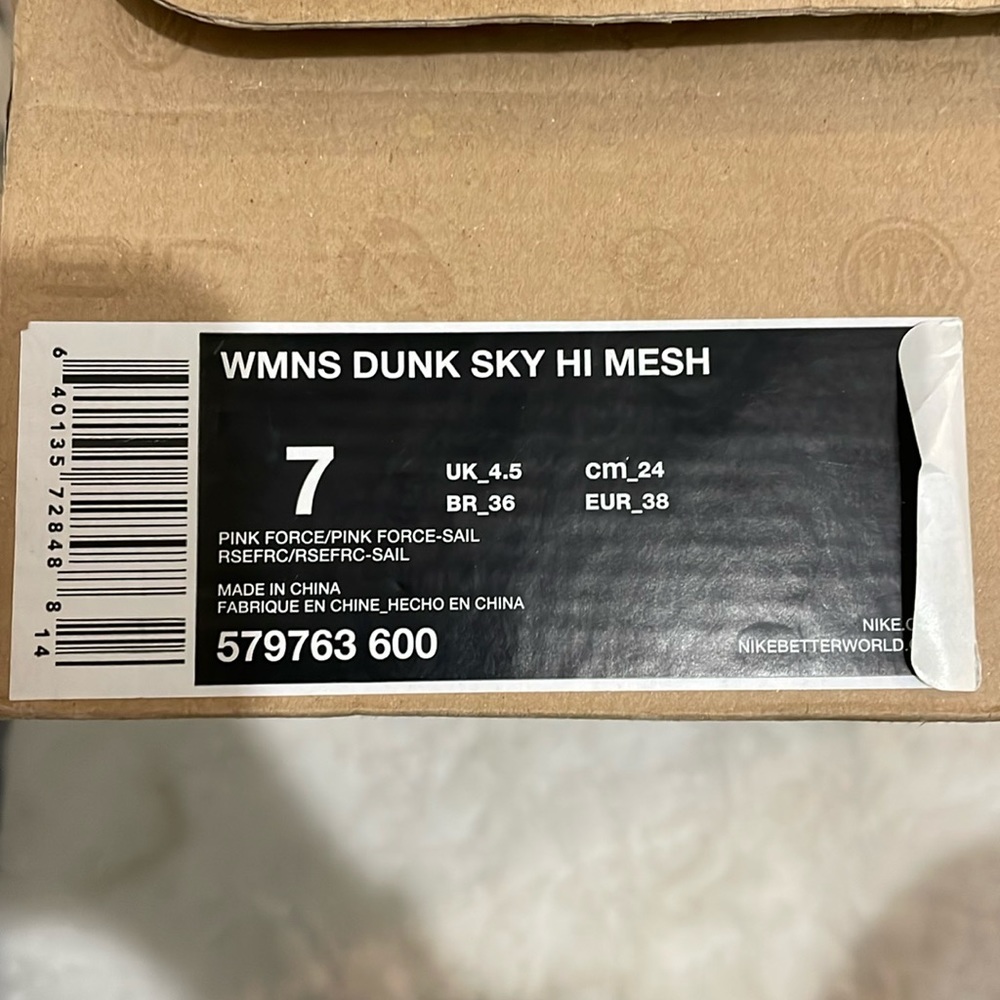 WMNS DUNK SKY HI MESH
7
UK_4.5 cm_24
BR_36 EUR_38
PINK FORCE/PINK FORCE-SAIL
RSEFRC/RSEFRC-SAIL
MADE IN CHINA
FABRIQUE EN CHINE_HECHO EN CHINA
579763 600
NIKE.C
NIKEBETTERWORLD.
6 40135 72848 8 14